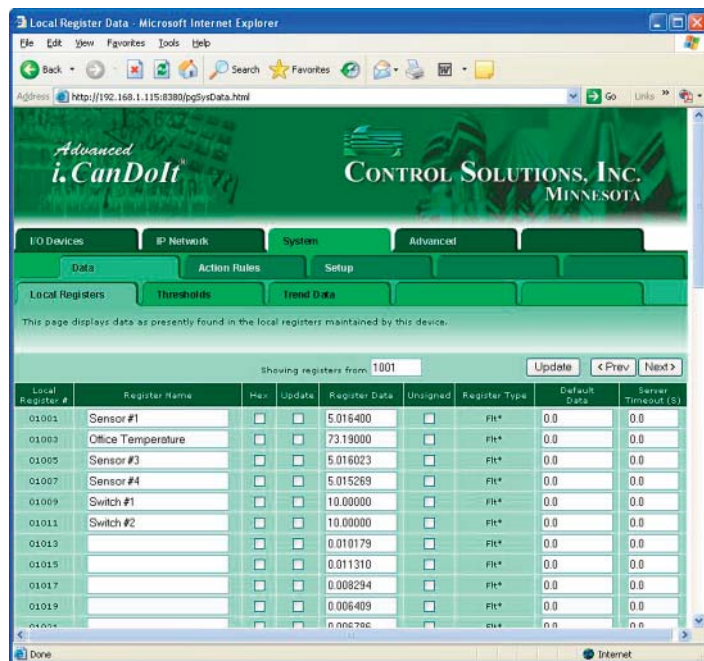 Local Register Data - Microsoft Internet Explorer
File Edit View Favorites Tools Help
Back Search Favorites
Address http://192.168.1.115:8380/pgSysData.html Go Links »
Advanced
i.CanDoIt®
CONTROL SOLUTIONS, INC.
MINNESOTA
I/O Devices IP Network System Advanced
Data Action Rules Setup
Local Registers Thresholds Trend Data
This page displays data as presently found in the local registers maintained by this device.
Showing registers from 1001 Update < Prev Next >
Local Register # Register Name Hex Update Register Data Unsigned Register Type Default Data Server Timeout (S)
01001 Sensor #1 5.016400 Flt* 0.0 0.0
01003 Office Temperature 73.19000 Flt* 0.0 0.0
01005 Sensor #3 5.016023 Flt* 0.0 0.0
01007 Sensor #4 5.015269 Flt* 0.0 0.0
01009 Switch #1 10.00000 Flt* 0.0 0.0
01011 Switch #2 10.00000 Flt* 0.0 0.0
01013 0.010179 Flt* 0.0 0.0
01015 0.011310 Flt* 0.0 0.0
01017 0.008294 Flt* 0.0 0.0
01019 0.006409 Flt* 0.0 0.0
01021 0.006786 Flt* 0.0 0.0
Done Internet